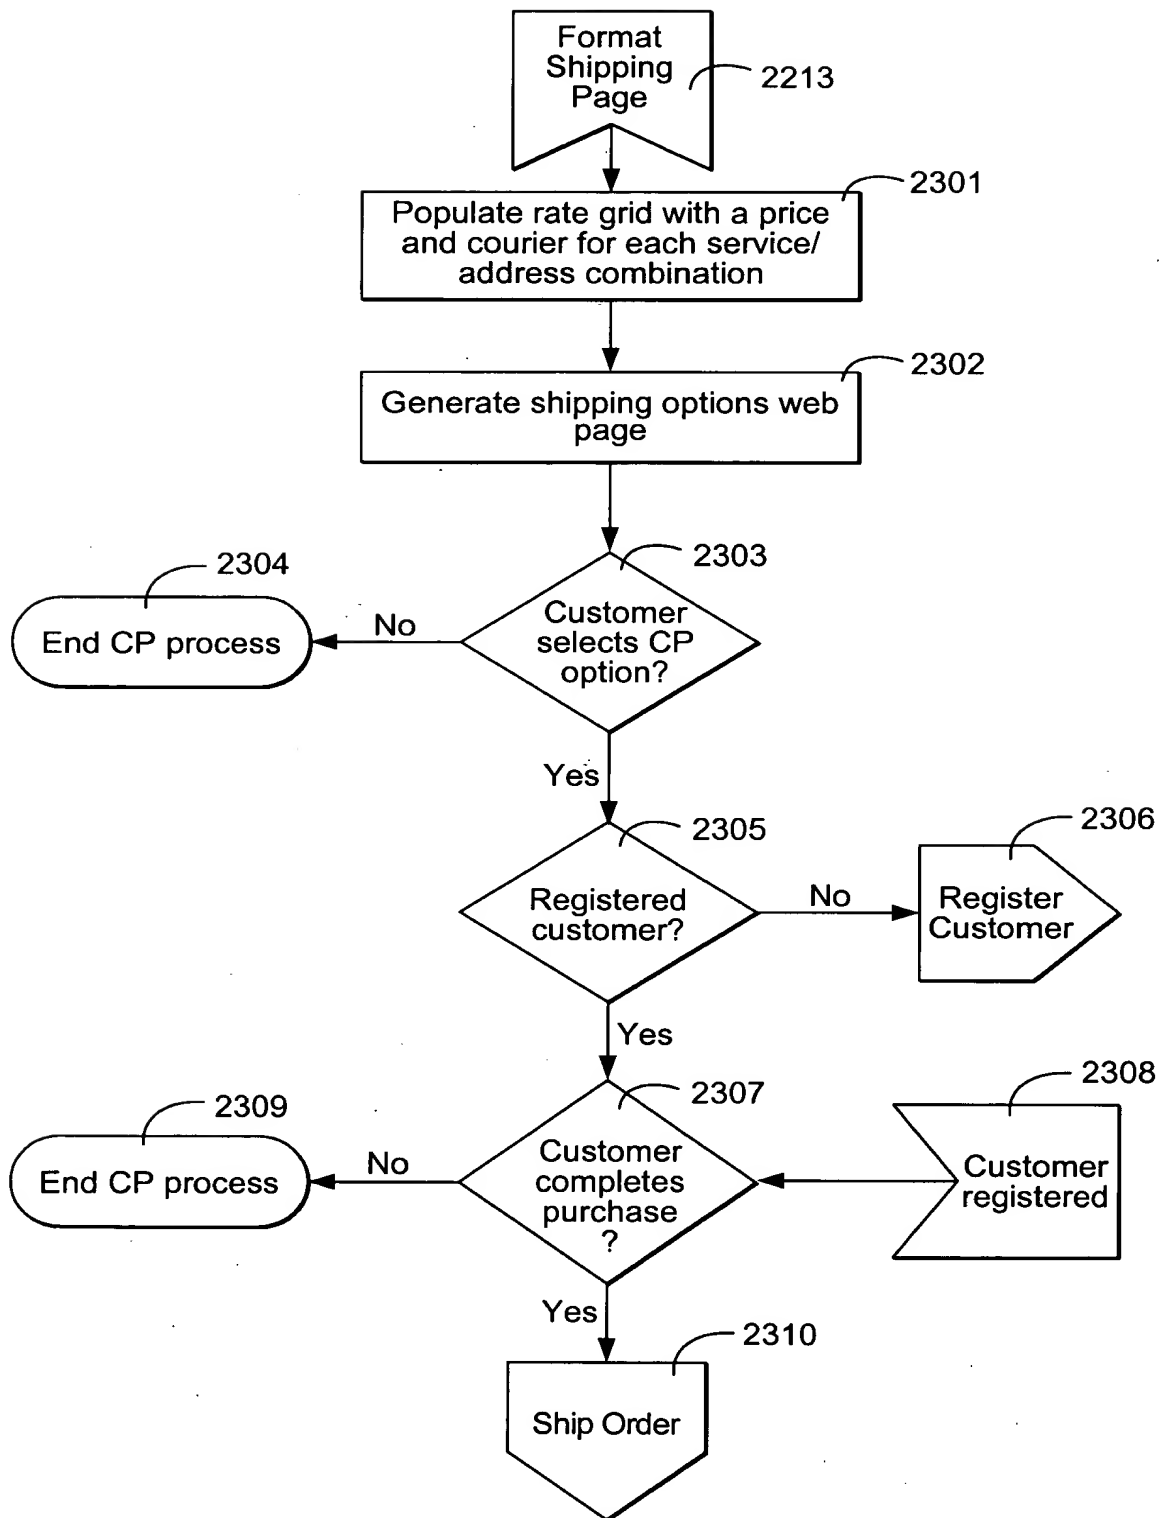 Format
Shipping
Page
2213
2301
Populate rate grid with a price
and courier for each service/
address combination
2302
Generate shipping options web
page
2303
Customer
selects CP
option?
No
2304
End CP process
Yes
2305
Registered
customer?
No
2306
Register
Customer
Yes
2307
Customer
completes
purchase
?
2308
Customer
registered
No
2309
End CP process
Yes
2310
Ship Order